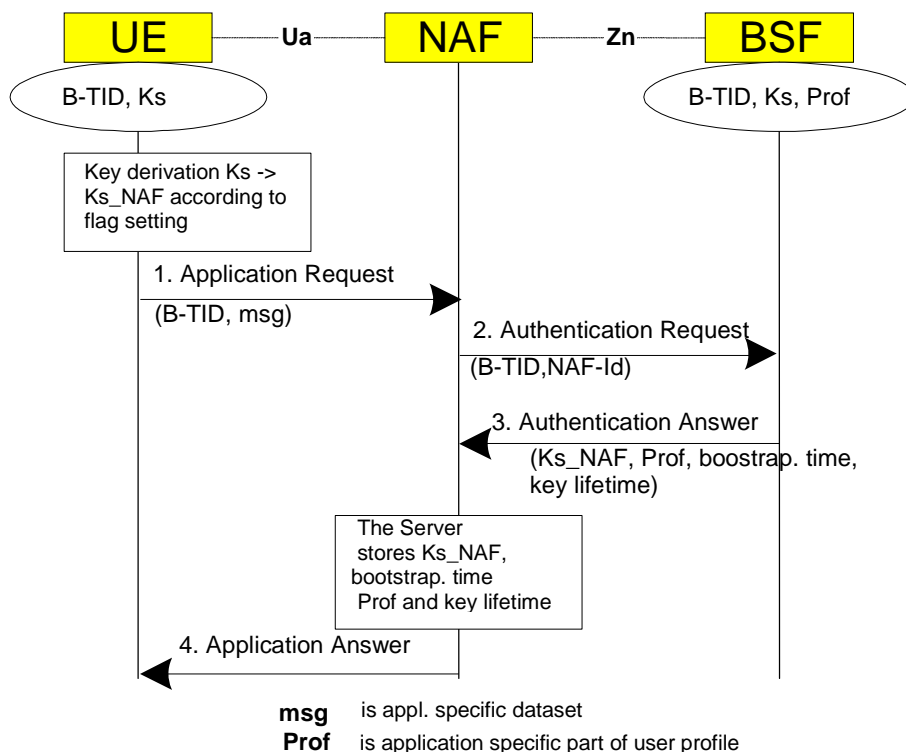 UE Ua NAF Zn BSF
B-TID, Ks
B-TID, Ks, Prof
Key derivation Ks ->
Ks_NAF according to
flag setting
1. Application Request
(B-TID, msg)
2. Authentication Request
(B-TID,NAF-Id)
3. Authentication Answer
(Ks_NAF, Prof, boostrap. time,
key lifetime)
The Server
stores Ks_NAF,
bootstrap. time
Prof and key lifetime
4. Application Answer
msg is appl. specific dataset
Prof is application specific part of user profile